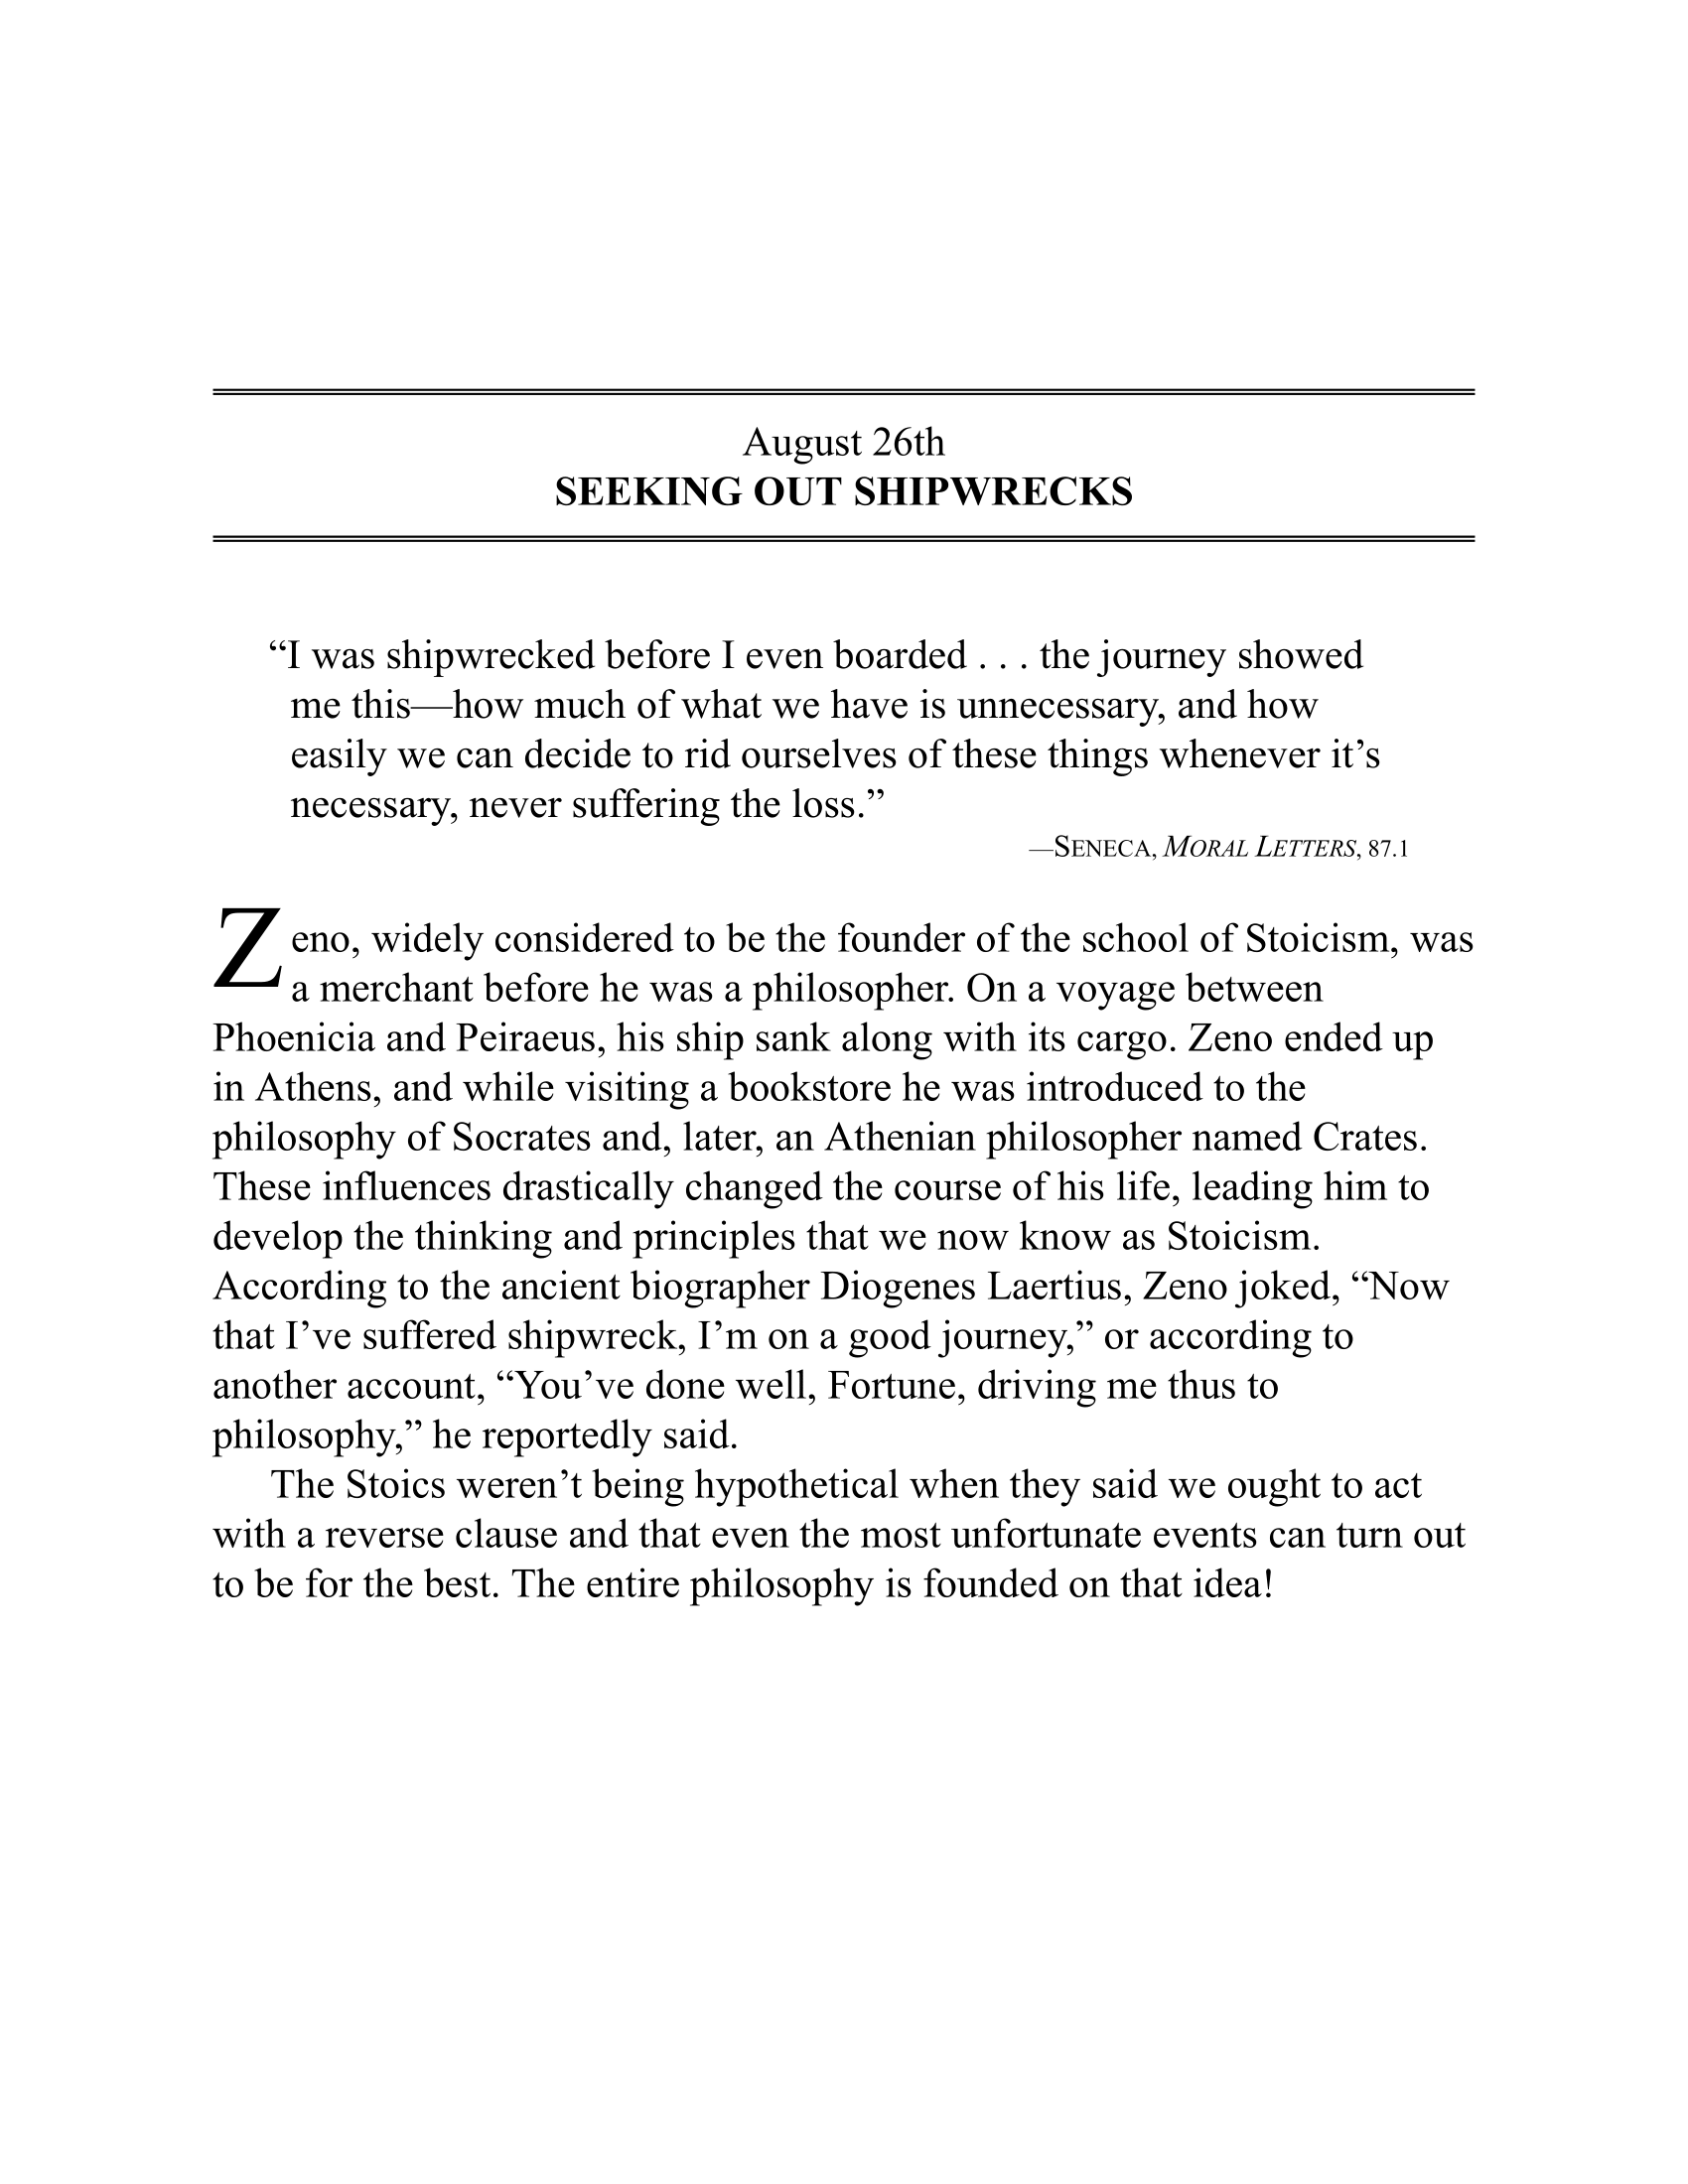 August 26th
SEEKING OUT SHIPWRECKS
“I was shipwrecked before I even boarded . . . the journey showed
me this—how much of what we have is unnecessary, and how
easily we can decide to rid ourselves of these things whenever it’s
necessary, never suffering the loss.”
—SENECA, MORAL LETTERS, 87.1
Zeno, widely considered to be the founder of the school of Stoicism, was
a merchant before he was a philosopher. On a voyage between
Phoenicia and Peiraeus, his ship sank along with its cargo. Zeno ended up
in Athens, and while visiting a bookstore he was introduced to the
philosophy of Socrates and, later, an Athenian philosopher named Crates.
These influences drastically changed the course of his life, leading him to
develop the thinking and principles that we now know as Stoicism.
According to the ancient biographer Diogenes Laertius, Zeno joked, “Now
that I’ve suffered shipwreck, I’m on a good journey,” or according to
another account, “You’ve done well, Fortune, driving me thus to
philosophy,” he reportedly said.
The Stoics weren’t being hypothetical when they said we ought to act
with a reverse clause and that even the most unfortunate events can turn out
to be for the best. The entire philosophy is founded on that idea!